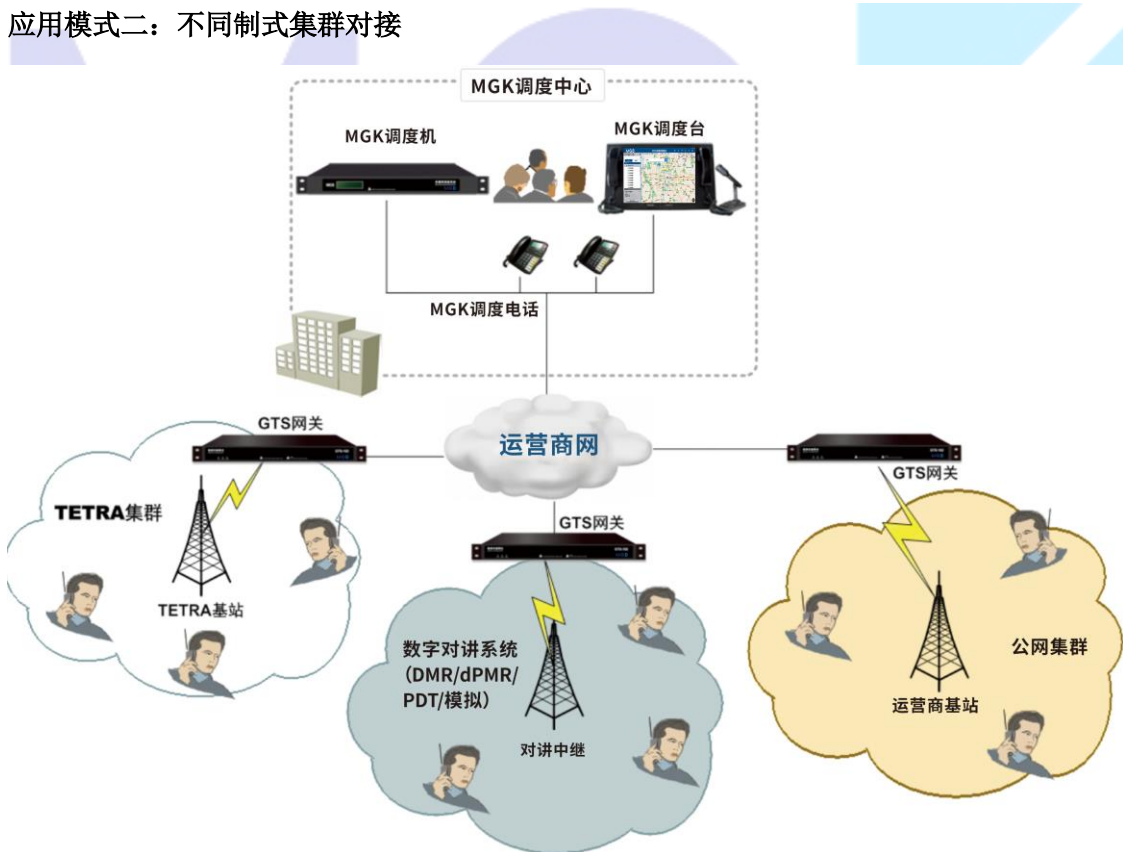 应用模式二：不同制式集群对接
MGK调度中心
MGK调度机
MGK调度台
MGK调度电话
运营商网
GTS网关
TETRA集群
TETRA基站
GTS网关
数字对讲系统
（DMR/dPMR/
PDT/模拟）
对讲中继
GTS网关
公网集群
运营商基站